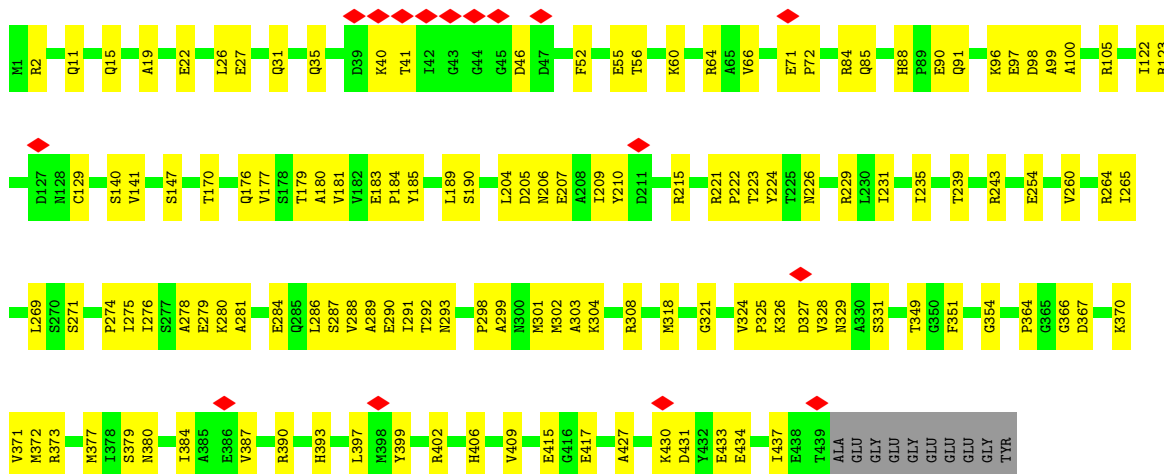 M1 R2 Q11 Q15 A19 E22 L26 E27 Q31 Q35 D39 K40 T41 I42 G43 G44 G45 D46 D47 F52 E55 T56 K60 R64 A65 V66 E71 P72 R84 Q85 H88 P89 E90 Q91 K96 E97 D98 A99 A100 R105 I122 R123
D127 N128 C129 S140 V141 S147 T170 Q176 V177 S178 T179 A180 V181 V182 E183 P184 Y185 L189 S190 L204 D205 N206 E207 A208 I209 Y210 D211 R215 R221 P222 T223 Y224 T225 N226 R229 L230 I231 I235 T239 R243 E254 V260 R264 I265
L269 S270 S271 P274 I275 I276 S277 A278 E279 K280 A281 E284 Q285 L286 S287 V288 A289 E290 I291 T292 N293 P298 A299 N300 M301 M302 A303 K304 R308 M318 G321 V324 P325 K326 D327 V328 N329 A330 S331 T349 G350 F351 G354 P364 G365 G366 D367 K370
V371 M372 R373 M377 I378 S379 N380 I384 A385 E386 V387 R390 H393 L397 M398 Y399 R402 H406 V409 E415 G416 E417 A427 K430 D431 Y432 E433 E434 I437 E438 T439 ALA GLU GLY GLU GLU GLU GLY TYR